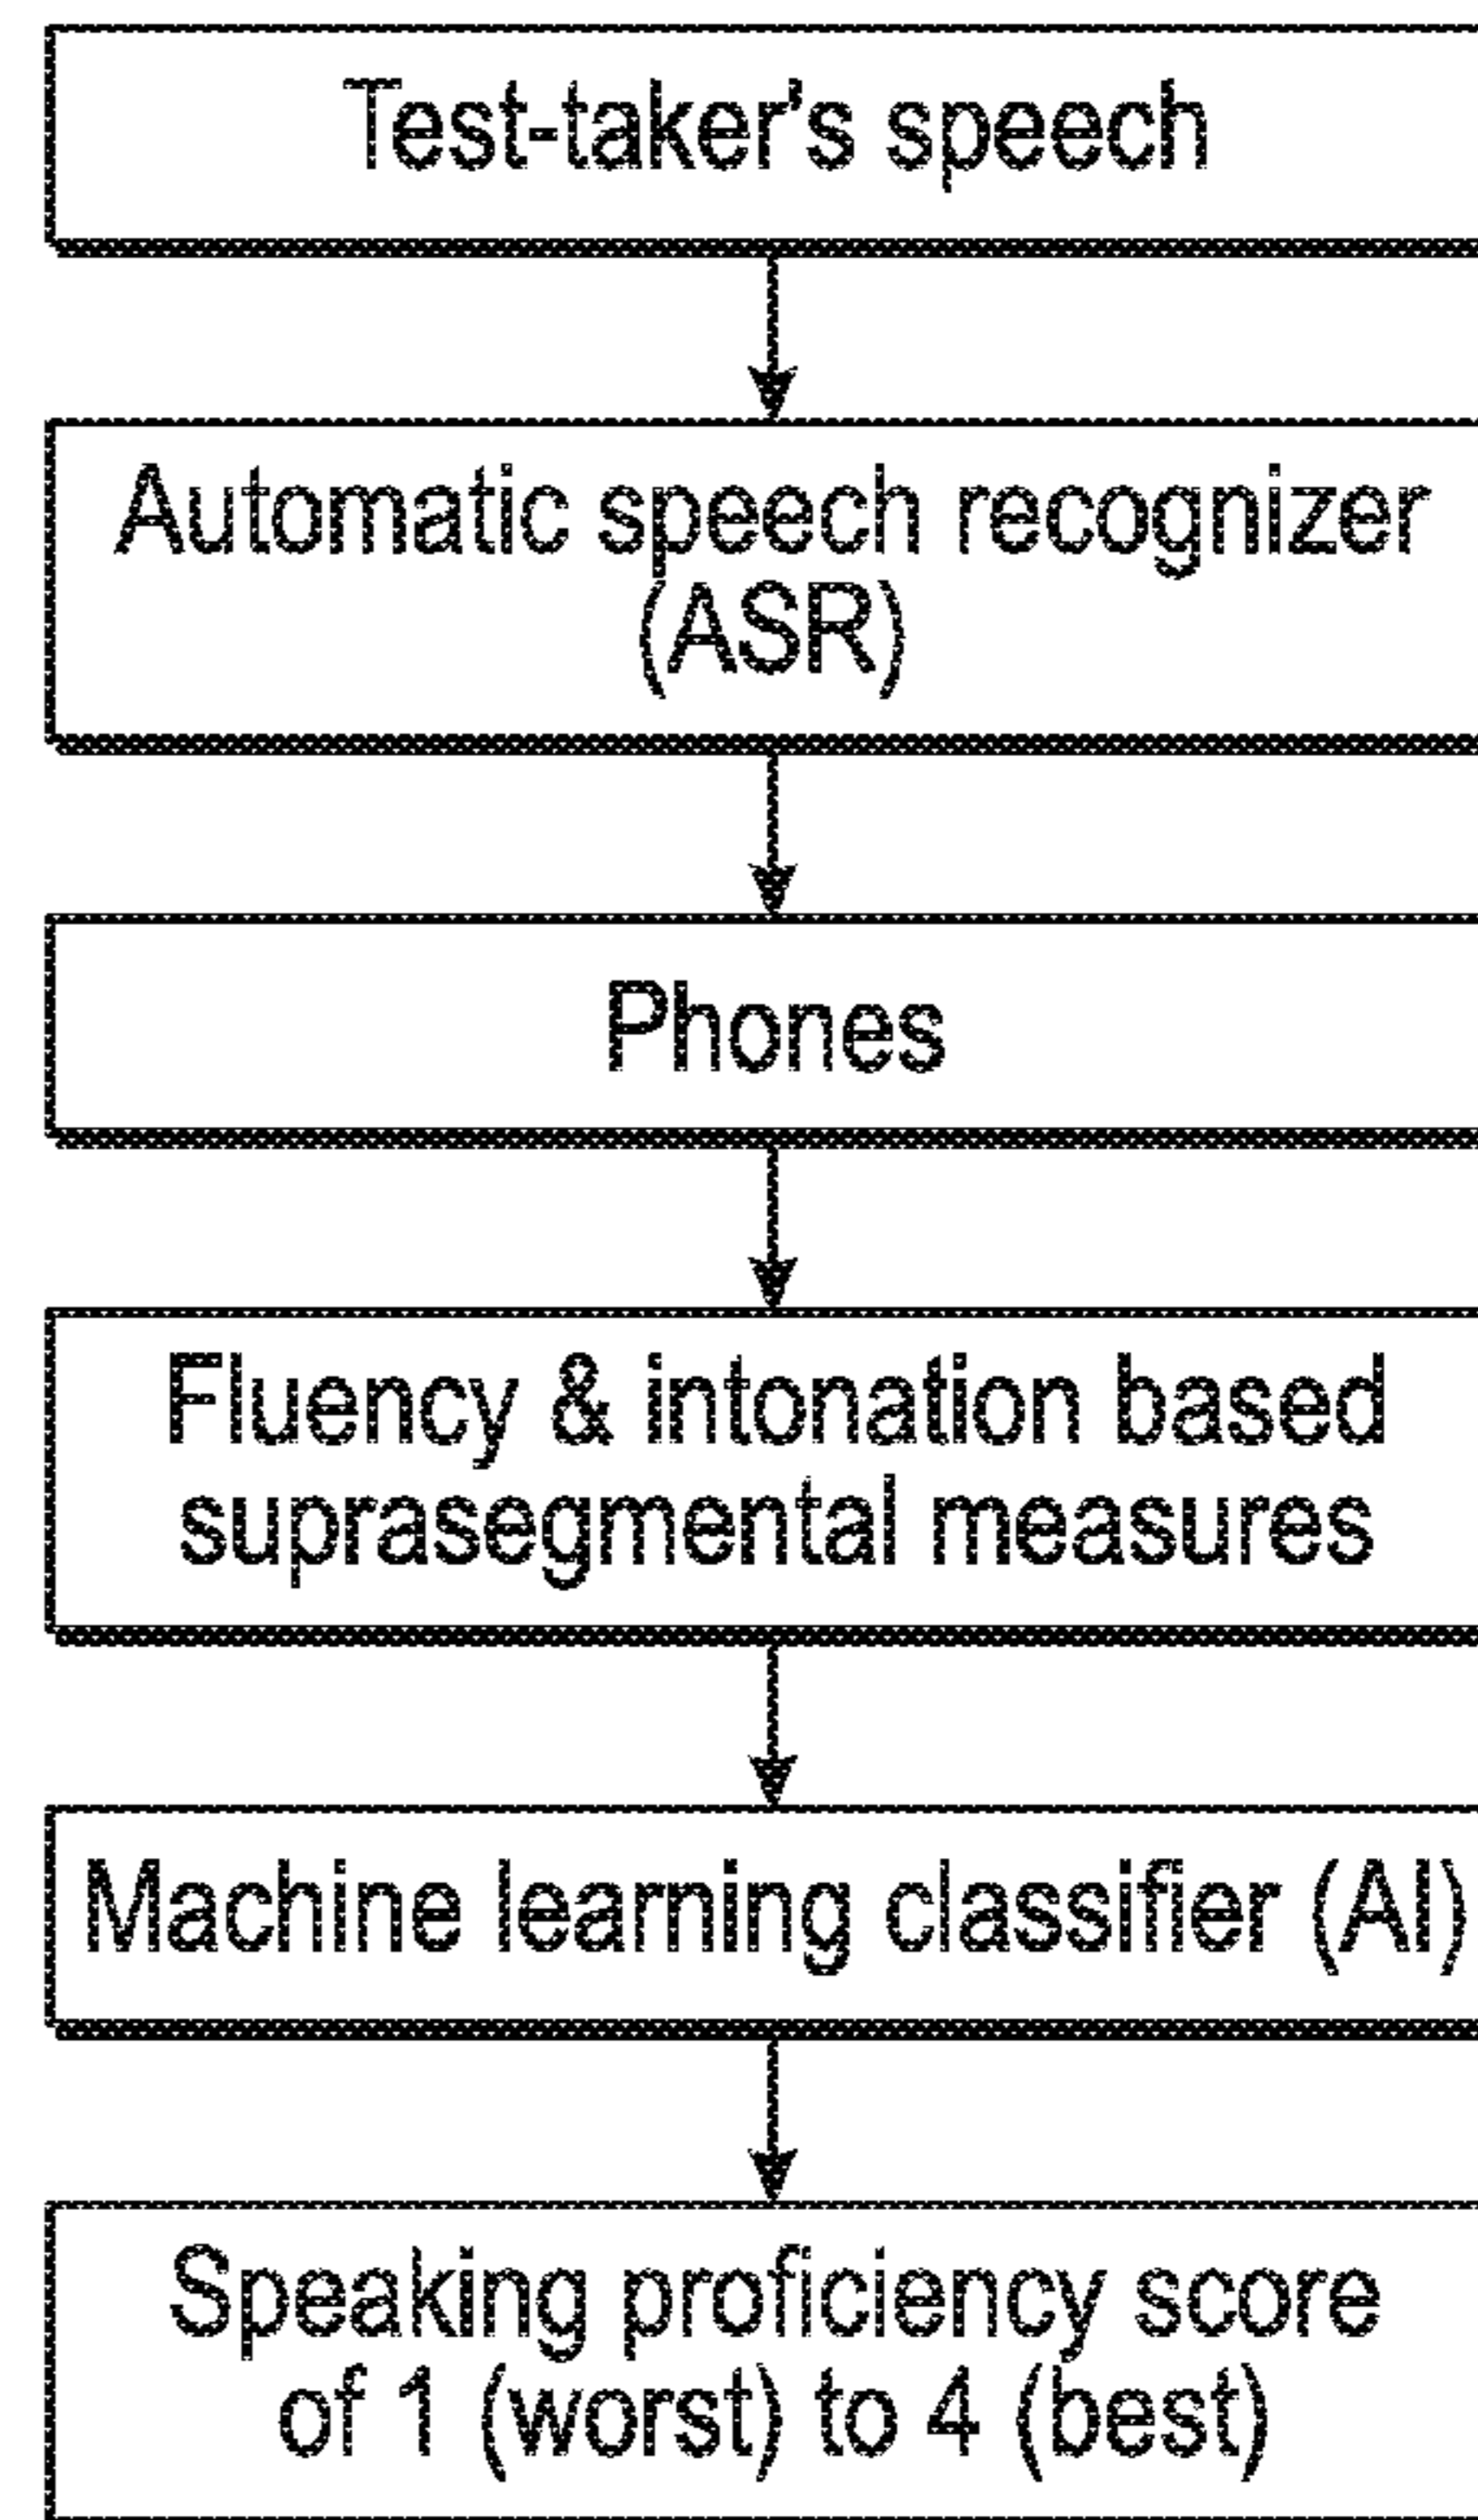 Test-taker's speech
Automatic speech recognizer
(ASR)
Phones
Fluency & intonation based
suprasegmental measures
Machine learning classifier (AI)
Speaking proficiency score
of 1 (worst) to 4 (best)